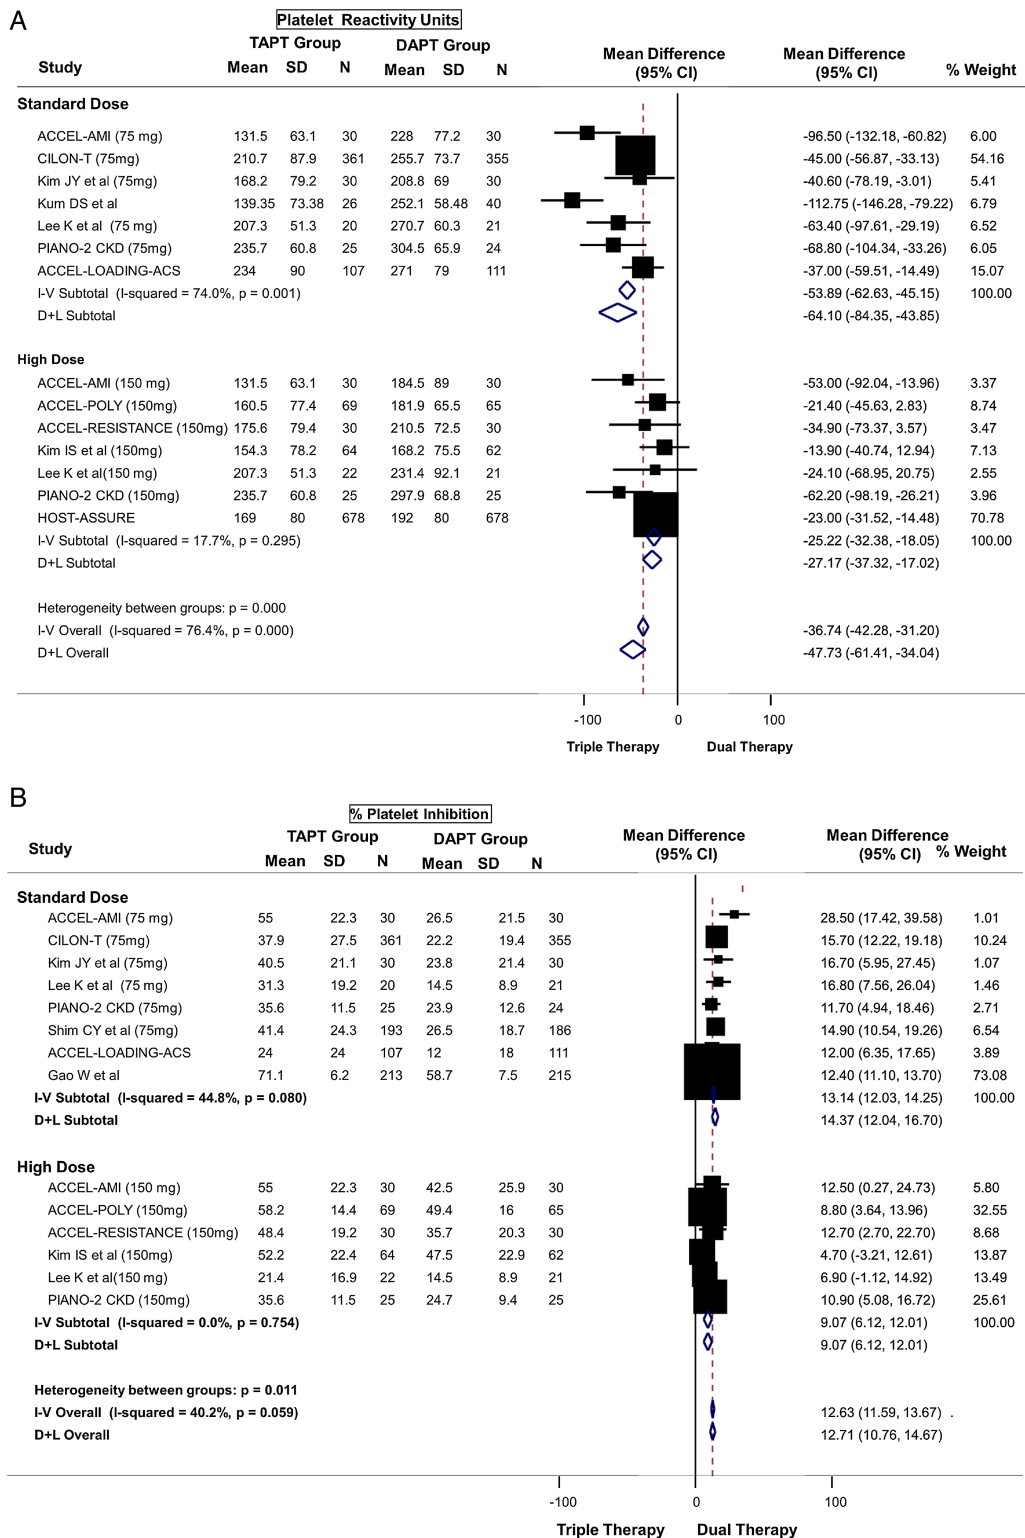 A
Platelet Reactivity Units
TAPT Group DAPT Group Mean Difference Mean Difference
Study Mean SD N Mean SD N (95% CI) (95% CI) % Weight
Standard Dose
ACCEL-AMI (75 mg) 131.5 63.1 30 228 77.2 30 -96.50 (-132.18, -60.82) 6.00
CILON-T (75mg) 210.7 87.9 361 255.7 73.7 355 -45.00 (-56.87, -33.13) 54.16
Kim JY et al (75mg) 168.2 79.2 30 208.8 69 30 -40.60 (-78.19, -3.01) 5.41
Kum DS et al 139.35 73.38 26 252.1 58.48 40 -112.75 (-146.28, -79.22) 6.79
Lee K et al (75 mg) 207.3 51.3 20 270.7 60.3 21 -63.40 (-97.61, -29.19) 6.52
PIANO-2 CKD (75mg) 235.7 60.8 25 304.5 65.9 24 -68.80 (-104.34, -33.26) 6.05
ACCEL-LOADING-ACS 234 90 107 271 79 111 -37.00 (-59.51, -14.49) 15.07
I-V Subtotal (I-squared = 74.0%, p = 0.001) -53.89 (-62.63, -45.15) 100.00
D+L Subtotal -64.10 (-84.35, -43.85)
High Dose
ACCEL-AMI (150 mg) 131.5 63.1 30 184.5 89 30 -53.00 (-92.04, -13.96) 3.37
ACCEL-POLY (150mg) 160.5 77.4 69 181.9 65.5 65 -21.40 (-45.63, 2.83) 8.74
ACCEL-RESISTANCE (150mg) 175.6 79.4 30 210.5 72.5 30 -34.90 (-73.37, 3.57) 3.47
Kim IS et al (150mg) 154.3 78.2 64 168.2 75.5 62 -13.90 (-40.74, 12.94) 7.13
Lee K et al(150 mg) 207.3 51.3 22 231.4 92.1 21 -24.10 (-68.95, 20.75) 2.55
PIANO-2 CKD (150mg) 235.7 60.8 25 297.9 68.8 25 -62.20 (-98.19, -26.21) 3.96
HOST-ASSURE 169 80 678 192 80 678 -23.00 (-31.52, -14.48) 70.78
I-V Subtotal (I-squared = 17.7%, p = 0.295) -25.22 (-32.38, -18.05) 100.00
D+L Subtotal -27.17 (-37.32, -17.02)
Heterogeneity between groups: p = 0.000
I-V Overall (I-squared = 76.4%, p = 0.000) -36.74 (-42.28, -31.20)
D+L Overall -47.73 (-61.41, -34.04)
-100 0 100
Triple Therapy Dual Therapy
B
% Platelet Inhibition
TAPT Group DAPT Group Mean Difference Mean Difference
Study Mean SD N Mean SD N (95% CI) (95% CI) % Weight
Standard Dose
ACCEL-AMI (75 mg) 55 22.3 30 26.5 21.5 30 28.50 (17.42, 39.58) 1.01
CILON-T (75mg) 37.9 27.5 361 22.2 19.4 355 15.70 (12.22, 19.18) 10.24
Kim JY et al (75mg) 40.5 21.1 30 23.8 21.4 30 16.70 (5.95, 27.45) 1.07
Lee K et al (75 mg) 31.3 19.2 20 14.5 8.9 21 16.80 (7.56, 26.04) 1.46
PIANO-2 CKD (75mg) 35.6 11.5 25 23.9 12.6 24 11.70 (4.94, 18.46) 2.71
Shim CY et al (75mg) 41.4 24.3 193 26.5 18.7 186 14.90 (10.54, 19.26) 6.54
ACCEL-LOADING-ACS 24 24 107 12 18 111 12.00 (6.35, 17.65) 3.89
Gao W et al 71.1 6.2 213 58.7 7.5 215 12.40 (11.10, 13.70) 73.08
I-V Subtotal (I-squared = 44.8%, p = 0.080) 13.14 (12.03, 14.25) 100.00
D+L Subtotal 14.37 (12.04, 16.70)
High Dose
ACCEL-AMI (150 mg) 55 22.3 30 42.5 25.9 30 12.50 (0.27, 24.73) 5.80
ACCEL-POLY (150mg) 58.2 14.4 69 49.4 16 65 8.80 (3.64, 13.96) 32.55
ACCEL-RESISTANCE (150mg) 48.4 19.2 30 35.7 20.3 30 12.70 (2.70, 22.70) 8.68
Kim IS et al (150mg) 52.2 22.4 64 47.5 22.9 62 4.70 (-3.21, 12.61) 13.87
Lee K et al(150 mg) 21.4 16.9 22 14.5 8.9 21 6.90 (-1.12, 14.92) 13.49
PIANO-2 CKD (150mg) 35.6 11.5 25 24.7 9.4 25 10.90 (5.08, 16.72) 25.61
I-V Subtotal (I-squared = 0.0%, p = 0.754) 9.07 (6.12, 12.01) 100.00
D+L Subtotal 9.07 (6.12, 12.01)
Heterogeneity between groups: p = 0.011
I-V Overall (I-squared = 40.2%, p = 0.059) 12.63 (11.59, 13.67) .
D+L Overall 12.71 (10.76, 14.67)
-100 0 100
Triple Therapy Dual Therapy